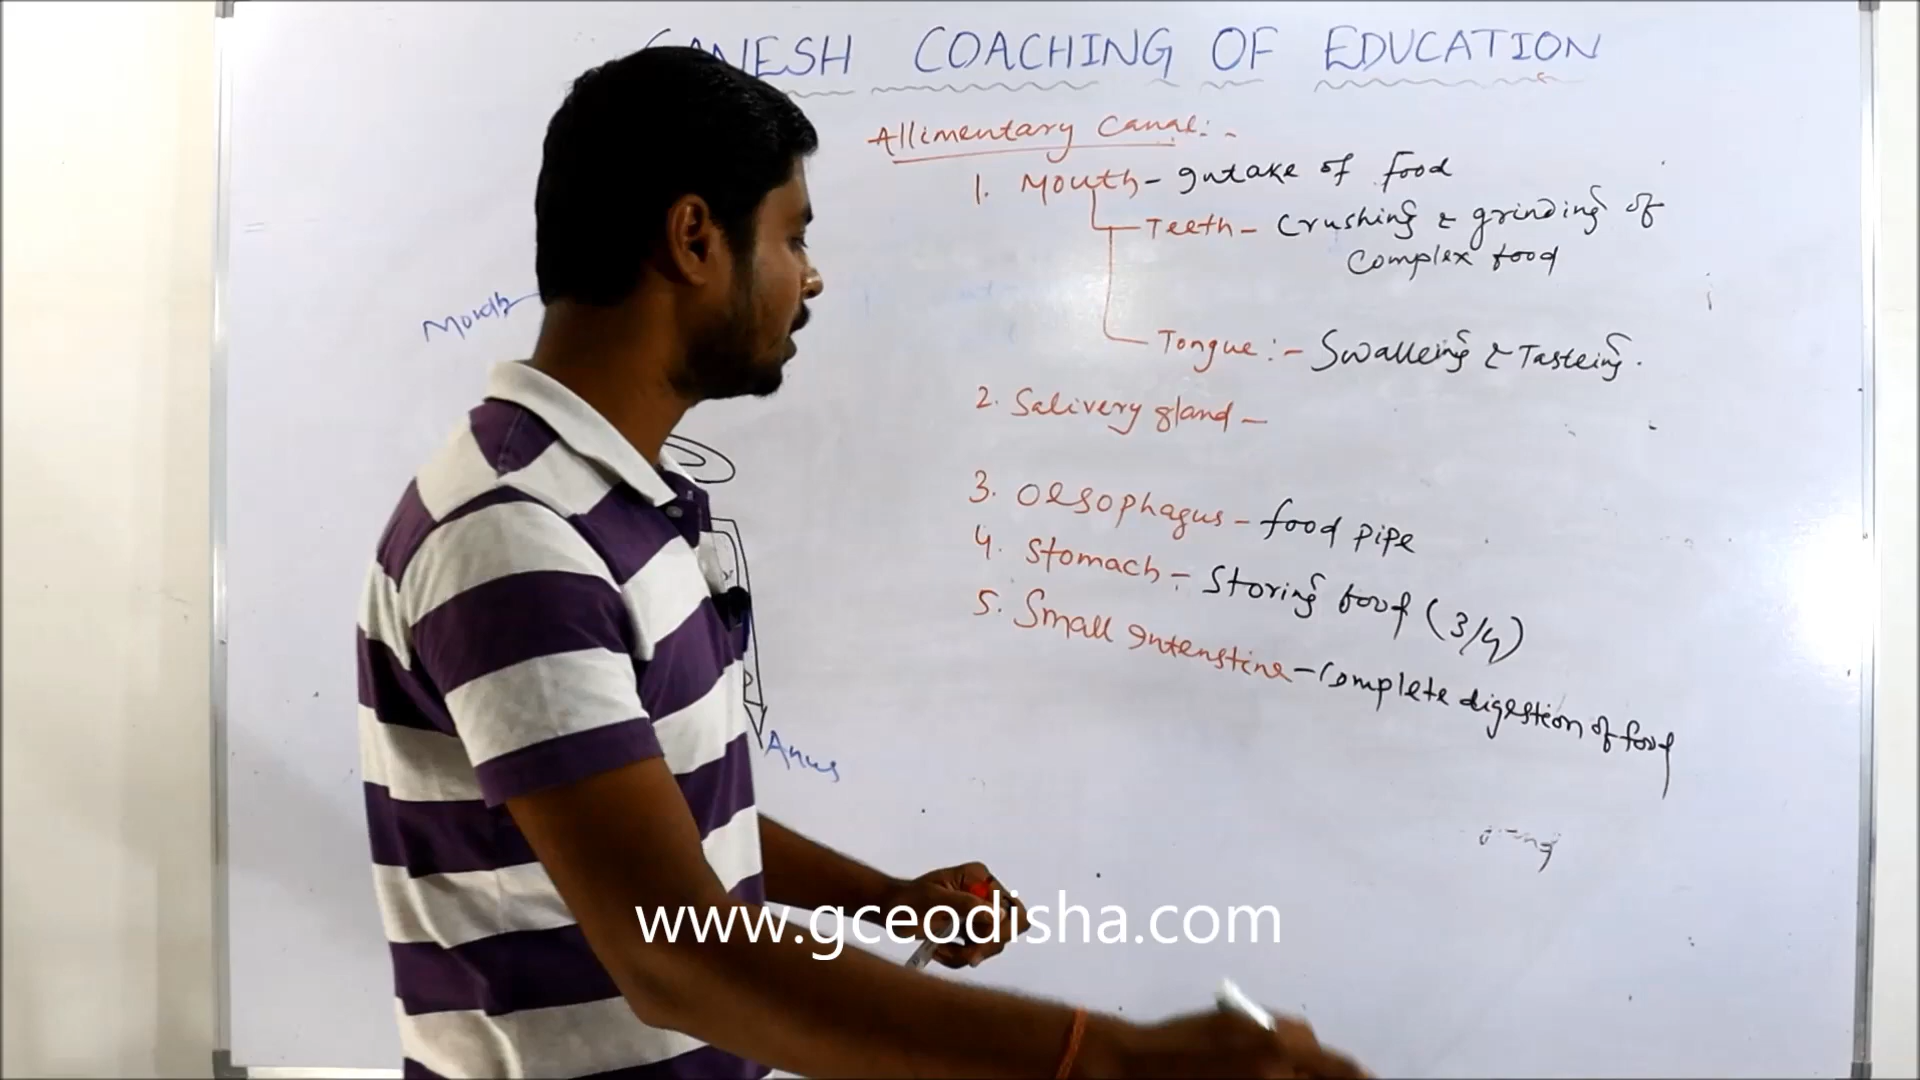 GANESH COACHING OF EDUCATION
Allimentary Canal:-
1. Mouth - Intake of food
Teeth - Crushing & grinding of
Complex food
Mouth
Tongue :- Swalleing & Tasteing.
2. Salivery gland -
3. Oesophagus - food pipe
4. Stomach - Storing food (3/4)
5. Small Intenstine - Complete digestion of food
Anus
www.gceodisha.com